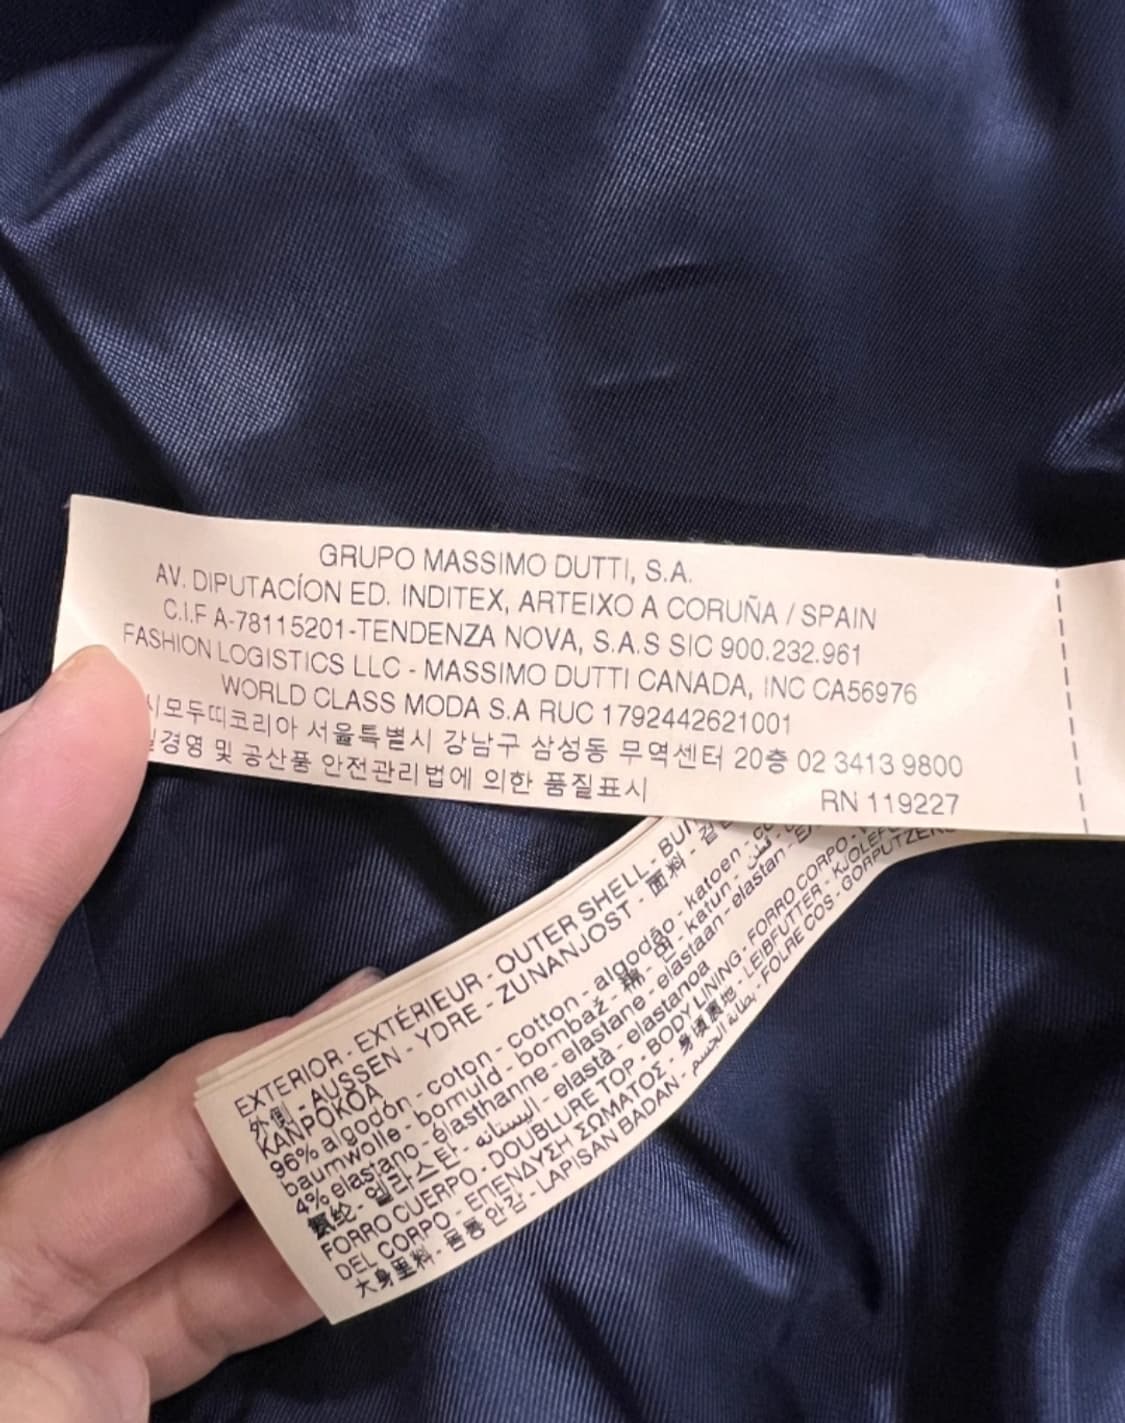 GRUPO MASSIMO DUTTI, S.A.
AV. DIPUTACÍON ED. INDITEX, ARTEIXO A CORUÑA / SPAIN
C.I.F A-78115201-TENDENZA NOVA, S.A.S SIC 900.232.961
FASHION LOGISTICS LLC - MASSIMO DUTTI CANADA, INC CA56976
WORLD CLASS MODA S.A RUC 1792442621001
시모두띠코리아 서울특별시 강남구 삼성동 무역센터 20층 02 3413 9800
경영 및 공산품 안전관리법에 의한 품질표시 RN 119227
EXTERIOR - EXTÉRIEUR - OUTER SHELL -
外側 - AUSSEN - YDRE - ZUNANJOST - 面料 -
KANPOKOA
96% algodón - coton - cotton - algodão - katoen -
baumwolle - bomuld - bombaž - 綿 - 면 - katun - قطن -
4% elastano - élasthanne - elastane - elastaan - elastan -
氨纶 - 엘라스탄 - إيلستانه - elastà - elastanoa
FORRO CUERPO - DOUBLURE TOP - BODY LINING - FORRO CORPO -
DEL CORPO - ΕΠΕΝΔΥΣΗ ΣΩΜΑΤΟΣ - 身頃裏地 - LEIBFUTTER -
大身里料 - 몸통 안감 - LAPISAN BADAN - بطانة الجسم - FOLRE COS -